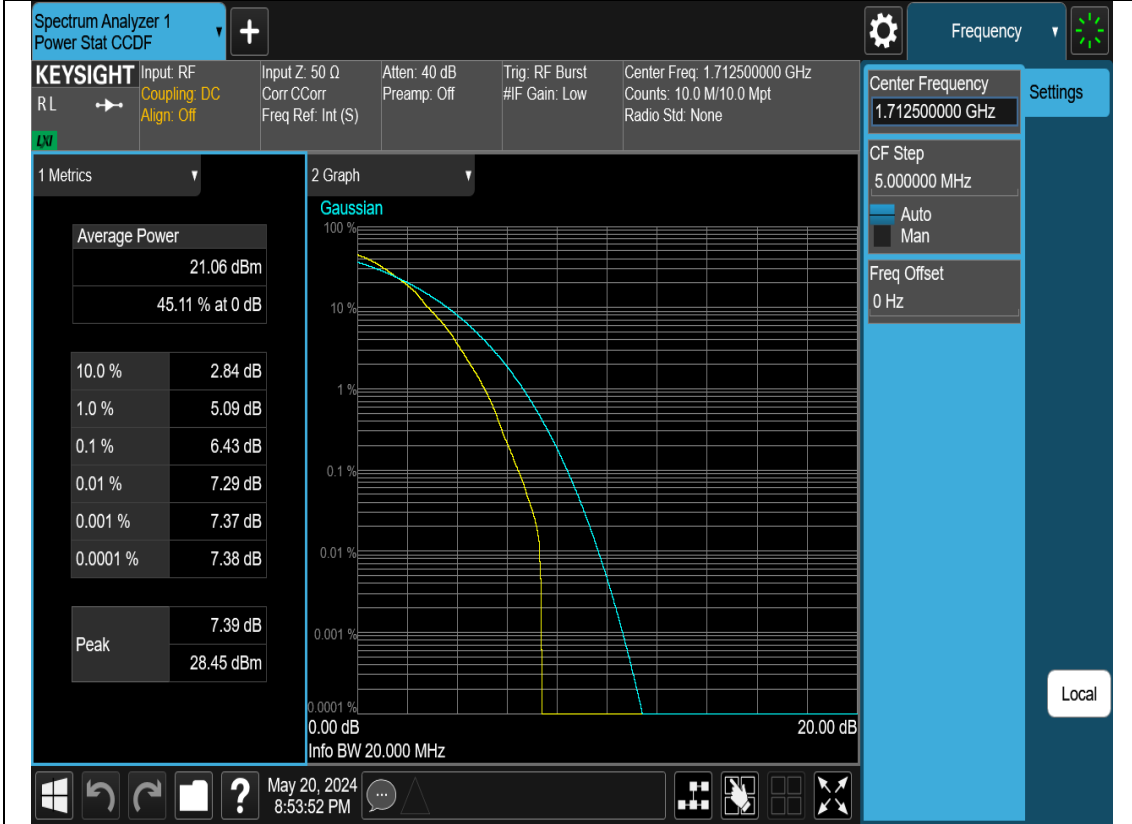 Spectrum Analyzer 1
Power Stat CCDF
Frequency
KEYSIGHT
RL
LXI
Input: RF
Coupling: DC
Align: Off
Input Z: 50 Ω
Corr CCorr
Freq Ref: Int (S)
Atten: 40 dB
Preamp: Off
Trig: RF Burst
#IF Gain: Low
Center Freq: 1.712500000 GHz
Counts: 10.0 M/10.0 Mpt
Radio Std: None
Center Frequency
1.712500000 GHz
Settings
CF Step
5.000000 MHz
Auto
Man
Freq Offset
0 Hz
1 Metrics
Average Power
21.06 dBm
45.11 % at 0 dB
10.0 % 2.84 dB
1.0 % 5.09 dB
0.1 % 6.43 dB
0.01 % 7.29 dB
0.001 % 7.37 dB
0.0001 % 7.38 dB
Peak
7.39 dB
28.45 dBm
2 Graph
Gaussian
100 %
10 %
1 %
0.1 %
0.01 %
0.001 %
0.0001 %
0.00 dB 20.00 dB
Info BW 20.000 MHz
Local
?
May 20, 2024
8:53:52 PM